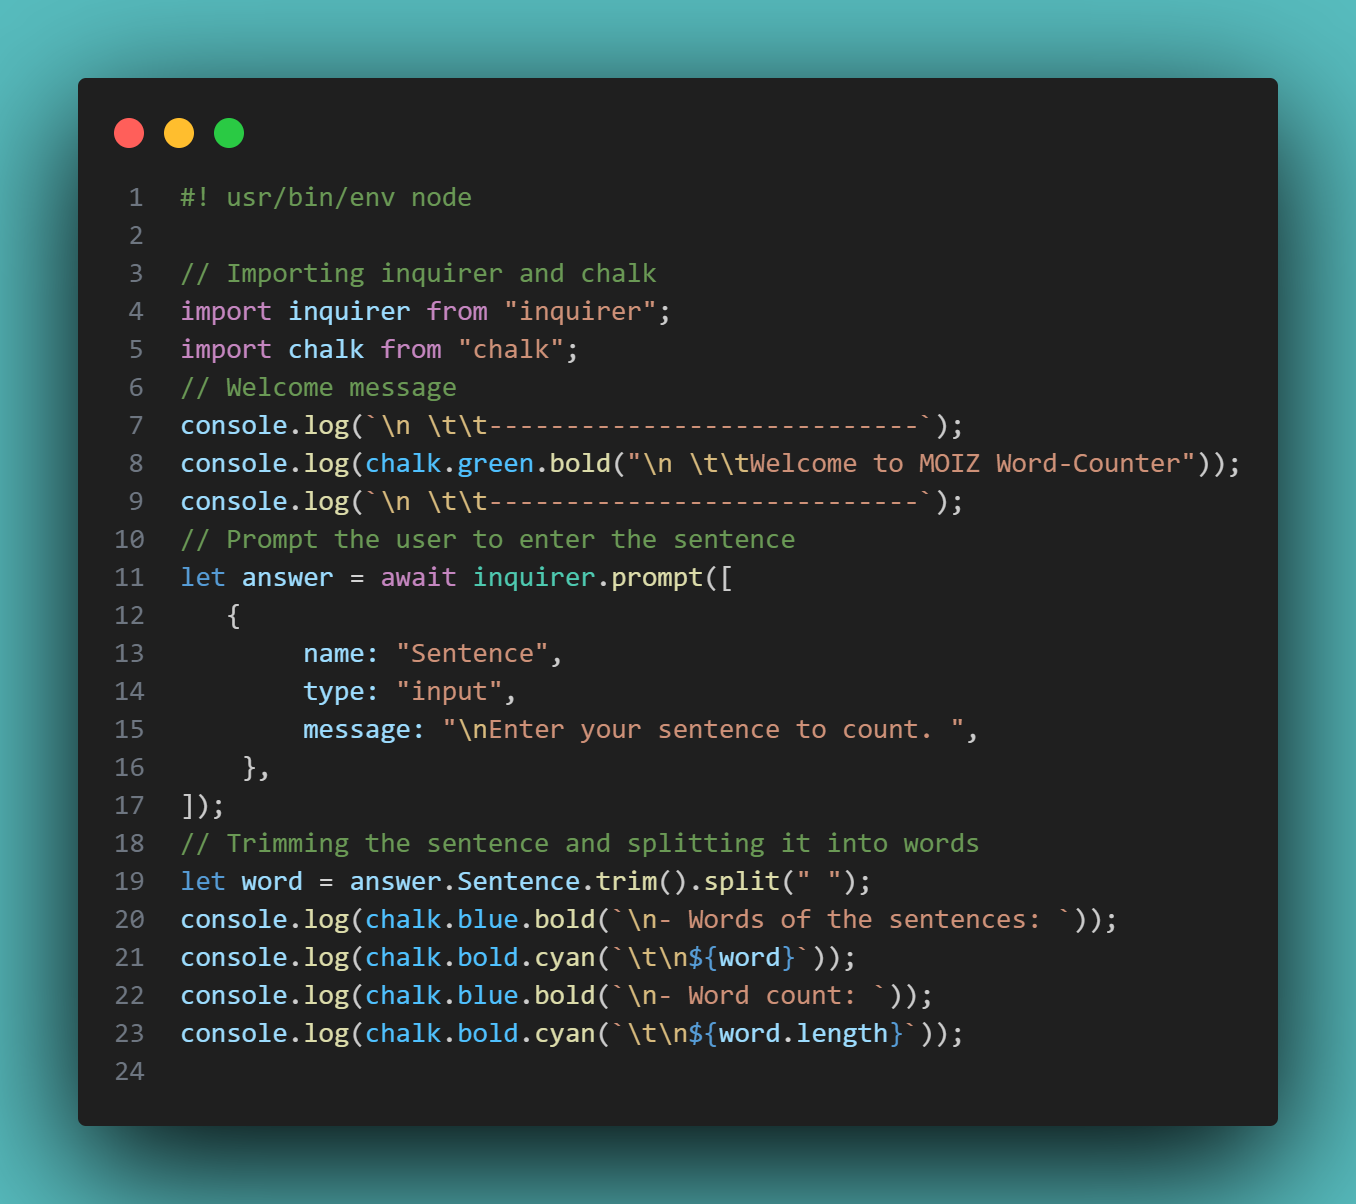 1 #! usr/bin/env node
2
3 // Importing inquirer and chalk
4 import inquirer from "inquirer";
5 import chalk from "chalk";
6 // Welcome message
7 console.log(`\n \t\t----------------------------`);
8 console.log(chalk.green.bold("\n \t\tWelcome to MOIZ Word-Counter"));
9 console.log(`\n \t\t----------------------------`);
10 // Prompt the user to enter the sentence
11 let answer = await inquirer.prompt([
12    {
13         name: "Sentence",
14         type: "input",
15         message: "\nEnter your sentence to count. ",
16     },
17 ]);
18 // Trimming the sentence and splitting it into words
19 let word = answer.Sentence.trim().split(" ");
20 console.log(chalk.blue.bold(`\n- Words of the sentences: `));
21 console.log(chalk.bold.cyan(`\t\n${word}`));
22 console.log(chalk.blue.bold(`\n- Word count: `));
23 console.log(chalk.bold.cyan(`\t\n${word.length}`));
24